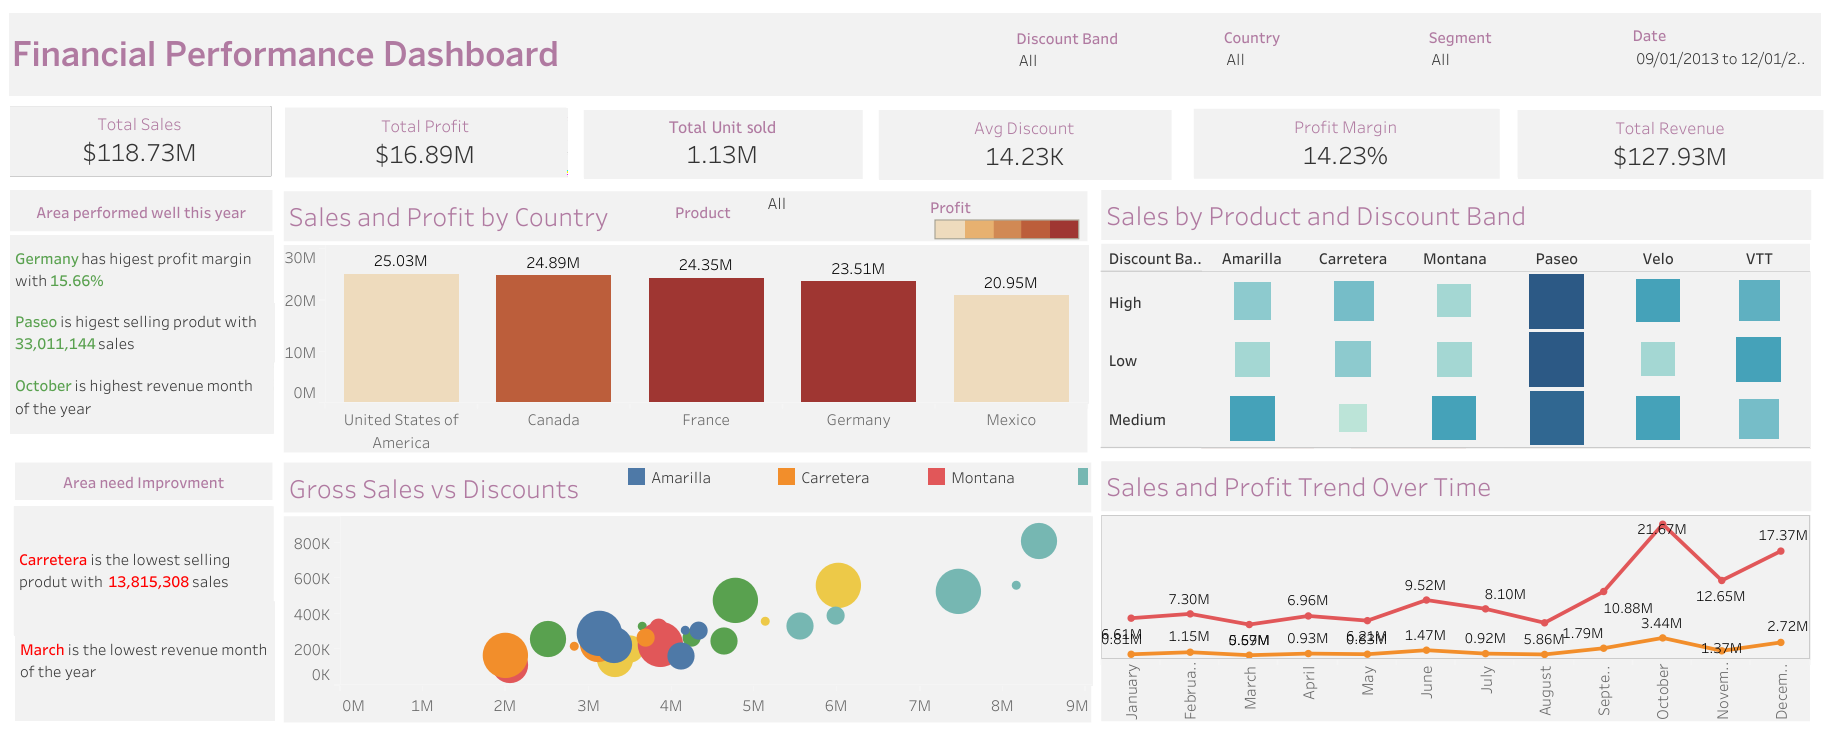 Financial Performance Dashboard
Discount Band
All
Country
All
Segment
All
Date
09/01/2013 to 12/01/2..
Total Sales
$118.73M
Total Profit
$16.89M
Total Unit sold
1.13M
Avg Discount
14.23K
Profit Margin
14.23%
Total Revenue
$127.93M
Area performed well this year
Germany has higest profit margin
with 15.66%
Paseo is higest selling produt with
33,011,144 sales
October is highest revenue month
of the year
Sales and Profit by Country
Product
All
Profit
30M
20M
10M
0M
25.03M
24.89M
24.35M
23.51M
20.95M
United States of
America
Canada
France
Germany
Mexico
Sales by Product and Discount Band
Discount Ba.. Amarilla Carretera Montana Paseo Velo VTT
High
Low
Medium
Area need Improvment
Carretera is the lowest selling
produt with 13,815,308 sales
March is the lowest revenue month
of the year
Gross Sales vs Discounts
Amarilla
Carretera
Montana
800K
600K
400K
200K
0K
0M 1M 2M 3M 4M 5M 6M 7M 8M 9M
Sales and Profit Trend Over Time
21.67M
17.37M
9.52M
7.30M
6.96M
8.10M
12.65M
10.88M
6.61M
0.81M
1.15M
0.93M
6.21M
1.47M
0.92M
5.86M
1.79M
3.44M
1.37M
2.72M
January
Februa..
March
April
May
June
July
August
Septe..
October
Novem..
Decem..